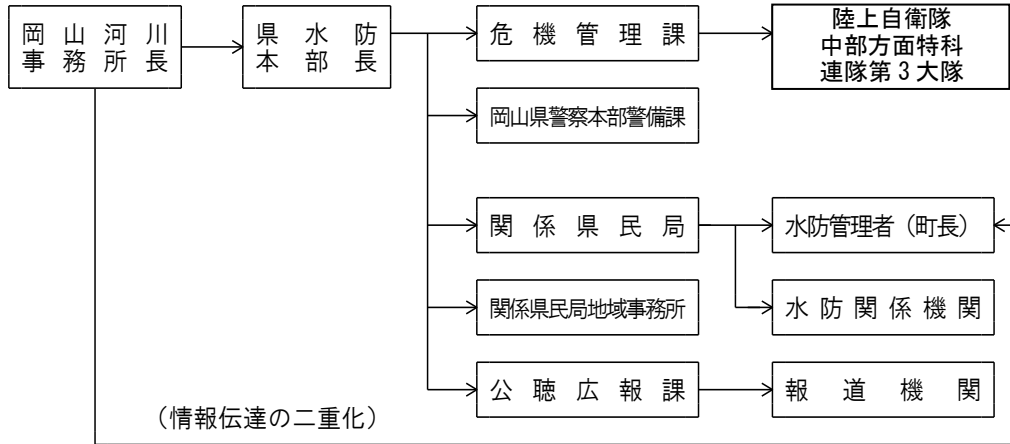 岡山河川
事務所長
県水防
本部長
危機管理課
陸上自衛隊
中部方面特科
連隊第3大隊
岡山県警察本部警備課
関係県民局
水防管理者（町長）
関係県民局地域事務所
水防関係機関
公聴広報課
報道機関
（情報伝達の二重化）